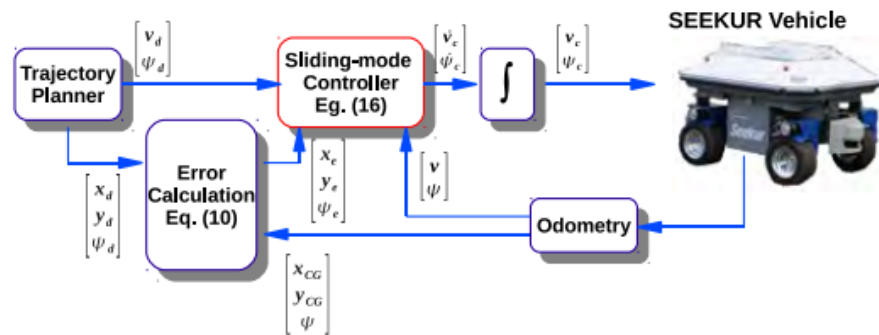 SEEKUR Vehicle
v_d
ψ_d
Trajectory
Planner
Sliding-mode
Controller
Eg. (16)
v̇_c
ψ̇_c
∫
v_c
ψ_c
Seekur
x_d
y_d
ψ_d
Error
Calculation
Eq. (10)
x_e
y_e
ψ_e
v
ψ
Odometry
x_CG
y_CG
ψ